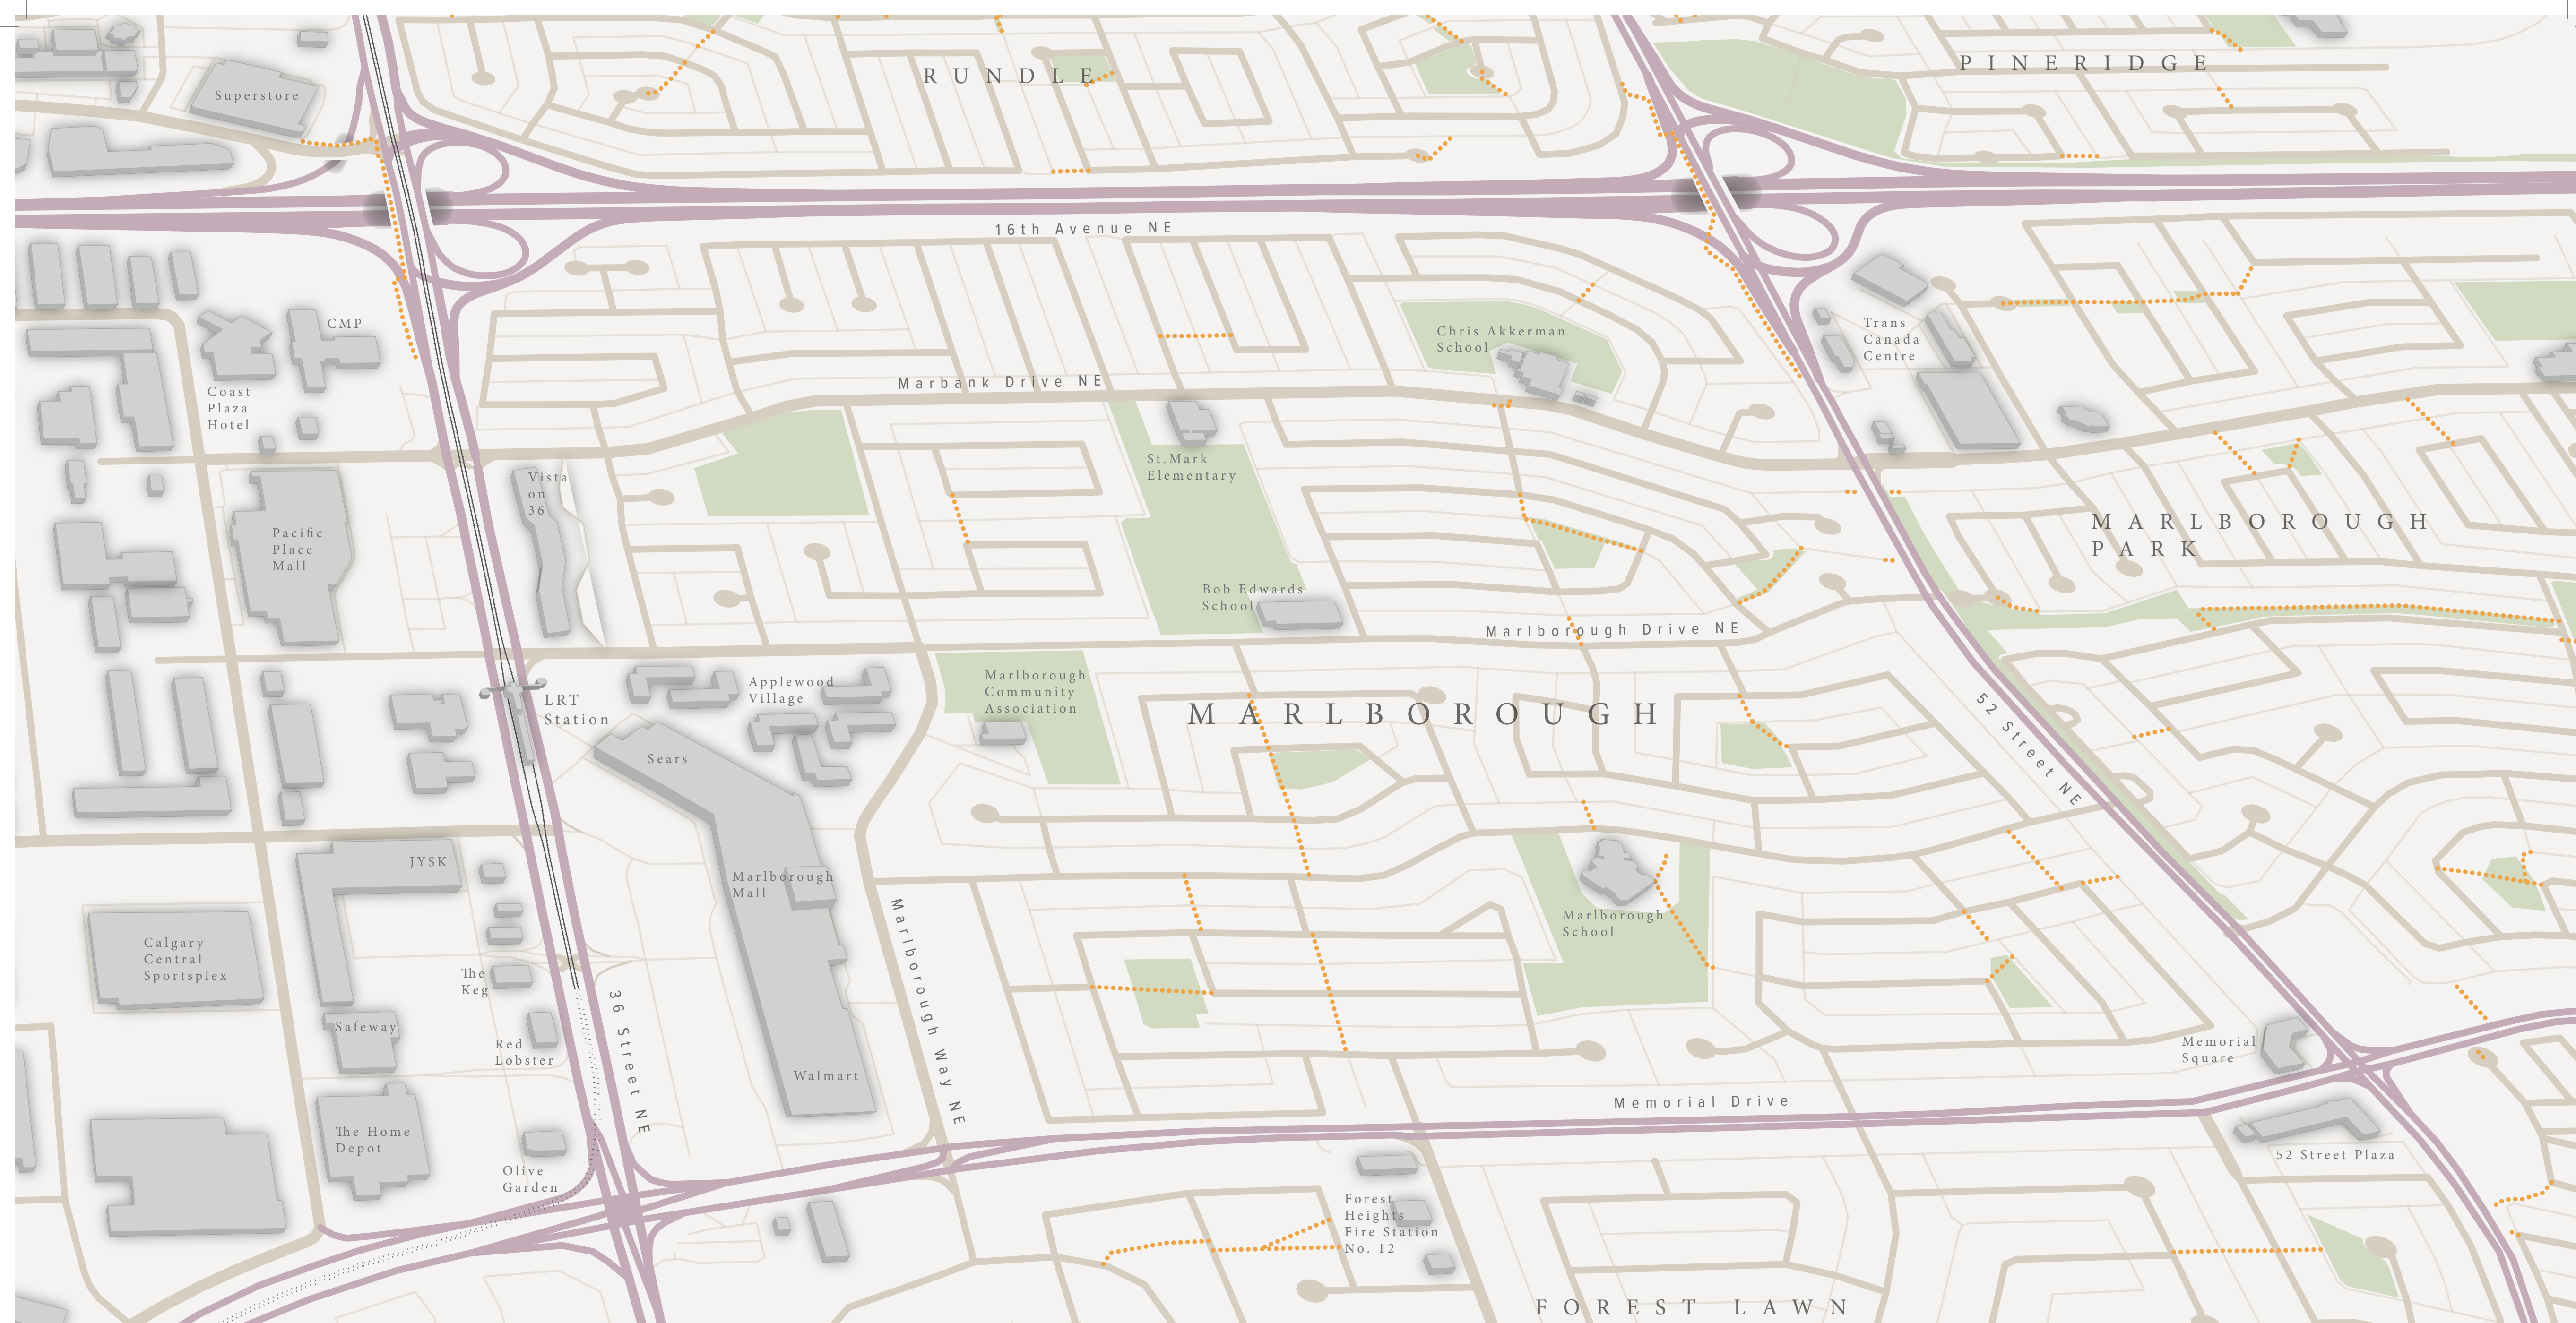 PINERIDGE
RUNDLE
Superstore
16th Avenue NE
CMP
Trans
Canada
Centre
Chris Akkerman
School
Marbank Drive NE
Coast
Plaza
Hotel
St.Mark
Elementary
Vista
on
36
MARLBOROUGH
PARK
Pacific
Place
Mall
Bob Edwards
School
Marlborough Drive NE
Marlborough
Community
Association
Applewood
Village
LRT
Station
MARLBOROUGH
52 Street NE
Sears
JYSK
Marlborough
Mall
Marlborough
School
Marlborough Way NE
Calgary
Central
Sportsplex
The
Keg
36 Street NE
Safeway
Red
Lobster
Memorial
Square
Walmart
Memorial Drive
The Home
Depot
52 Street Plaza
Olive
Garden
Forest
Heights
Fire Station
No. 12
FOREST LAWN